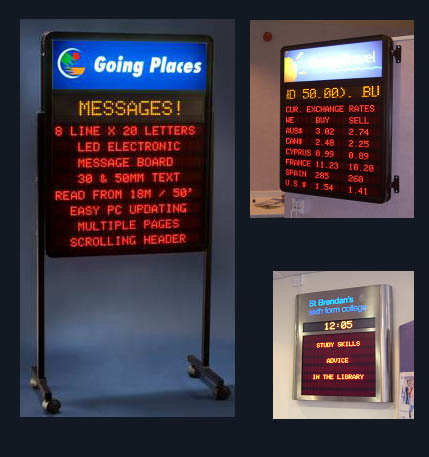 Going Places
MESSAGES!
8 LINE X 20 LETTERS
LED ELECTRONIC
MESSAGE BOARD
30 & 50MM TEXT
READ FROM 18M / 50'
EASY PC UPDATING
MULTIPLE PAGES
SCROLLING HEADER
Travel
50.00). BU
CUR. EXCHANGE RATES
WE BUY SELL
AUS$ 3.02 2.74
CAN$ 2.48 2.25
CYPRUS 0.99 0.89
FRANCE 11.23 10.20
SPAIN 285 260
U.S.$ 1.54 1.41
St Brendan's
sixth form college
12:05
STUDY SKILLS
ADVICE
IN THE LIBRARY